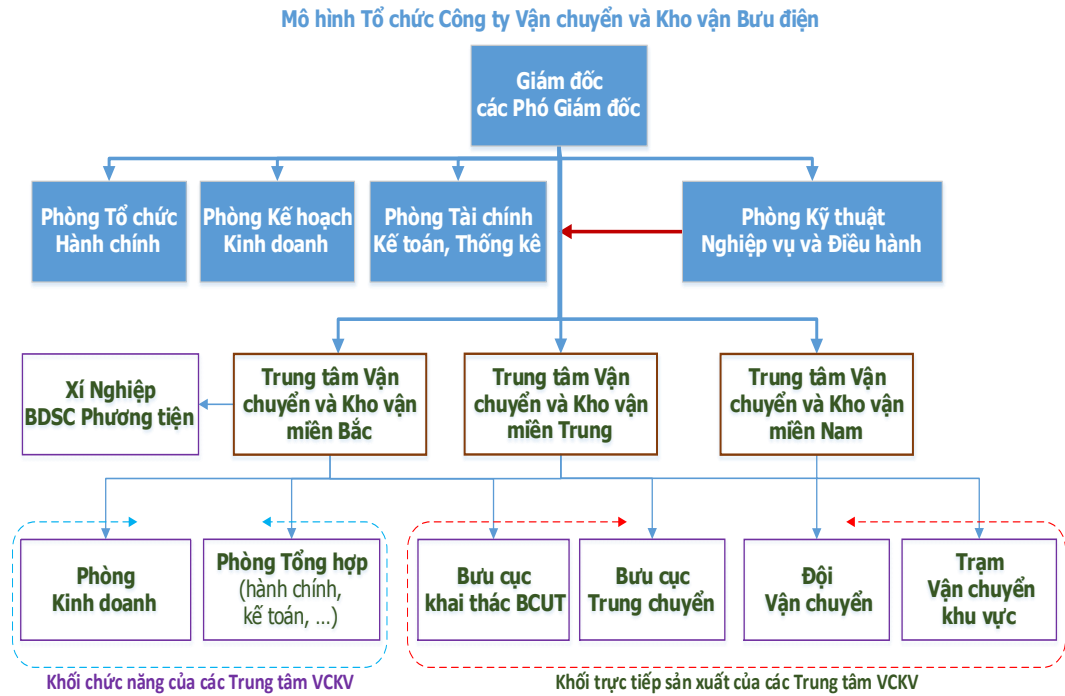 Mô hình Tổ chức Công ty Vận chuyển và Kho vận Bưu điện
Giám đốc
các Phó Giám đốc
Phòng Tổ chức
Hành chính
Phòng Kế hoạch
Kinh doanh
Phòng Tài chính
Kế toán, Thống kê
Phòng Kỹ thuật
Nghiệp vụ và Điều hành
Xí Nghiệp
BDSC Phương tiện
Trung tâm Vận
chuyển và Kho vận
miền Bắc
Trung tâm Vận
chuyển và Kho vận
miền Trung
Trung tâm Vận
chuyển và Kho vận
miền Nam
Phòng
Kinh doanh
Phòng Tổng hợp
(hành chính,
kế toán, ...)
Bưu cục
khai thác BCUT
Bưu cục
Trung chuyển
Đội
Vận chuyển
Trạm
Vận chuyển
khu vực
Khối chức năng của các Trung tâm VCKV
Khối trực tiếp sản xuất của các Trung tâm VCKV